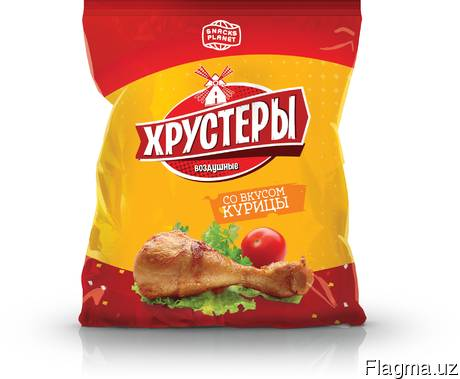 SNACKS
PLANET
ХРУСТЕРЫ
воздушные
СО ВКУСОМ
КУРИЦЫ
Flagma.uz